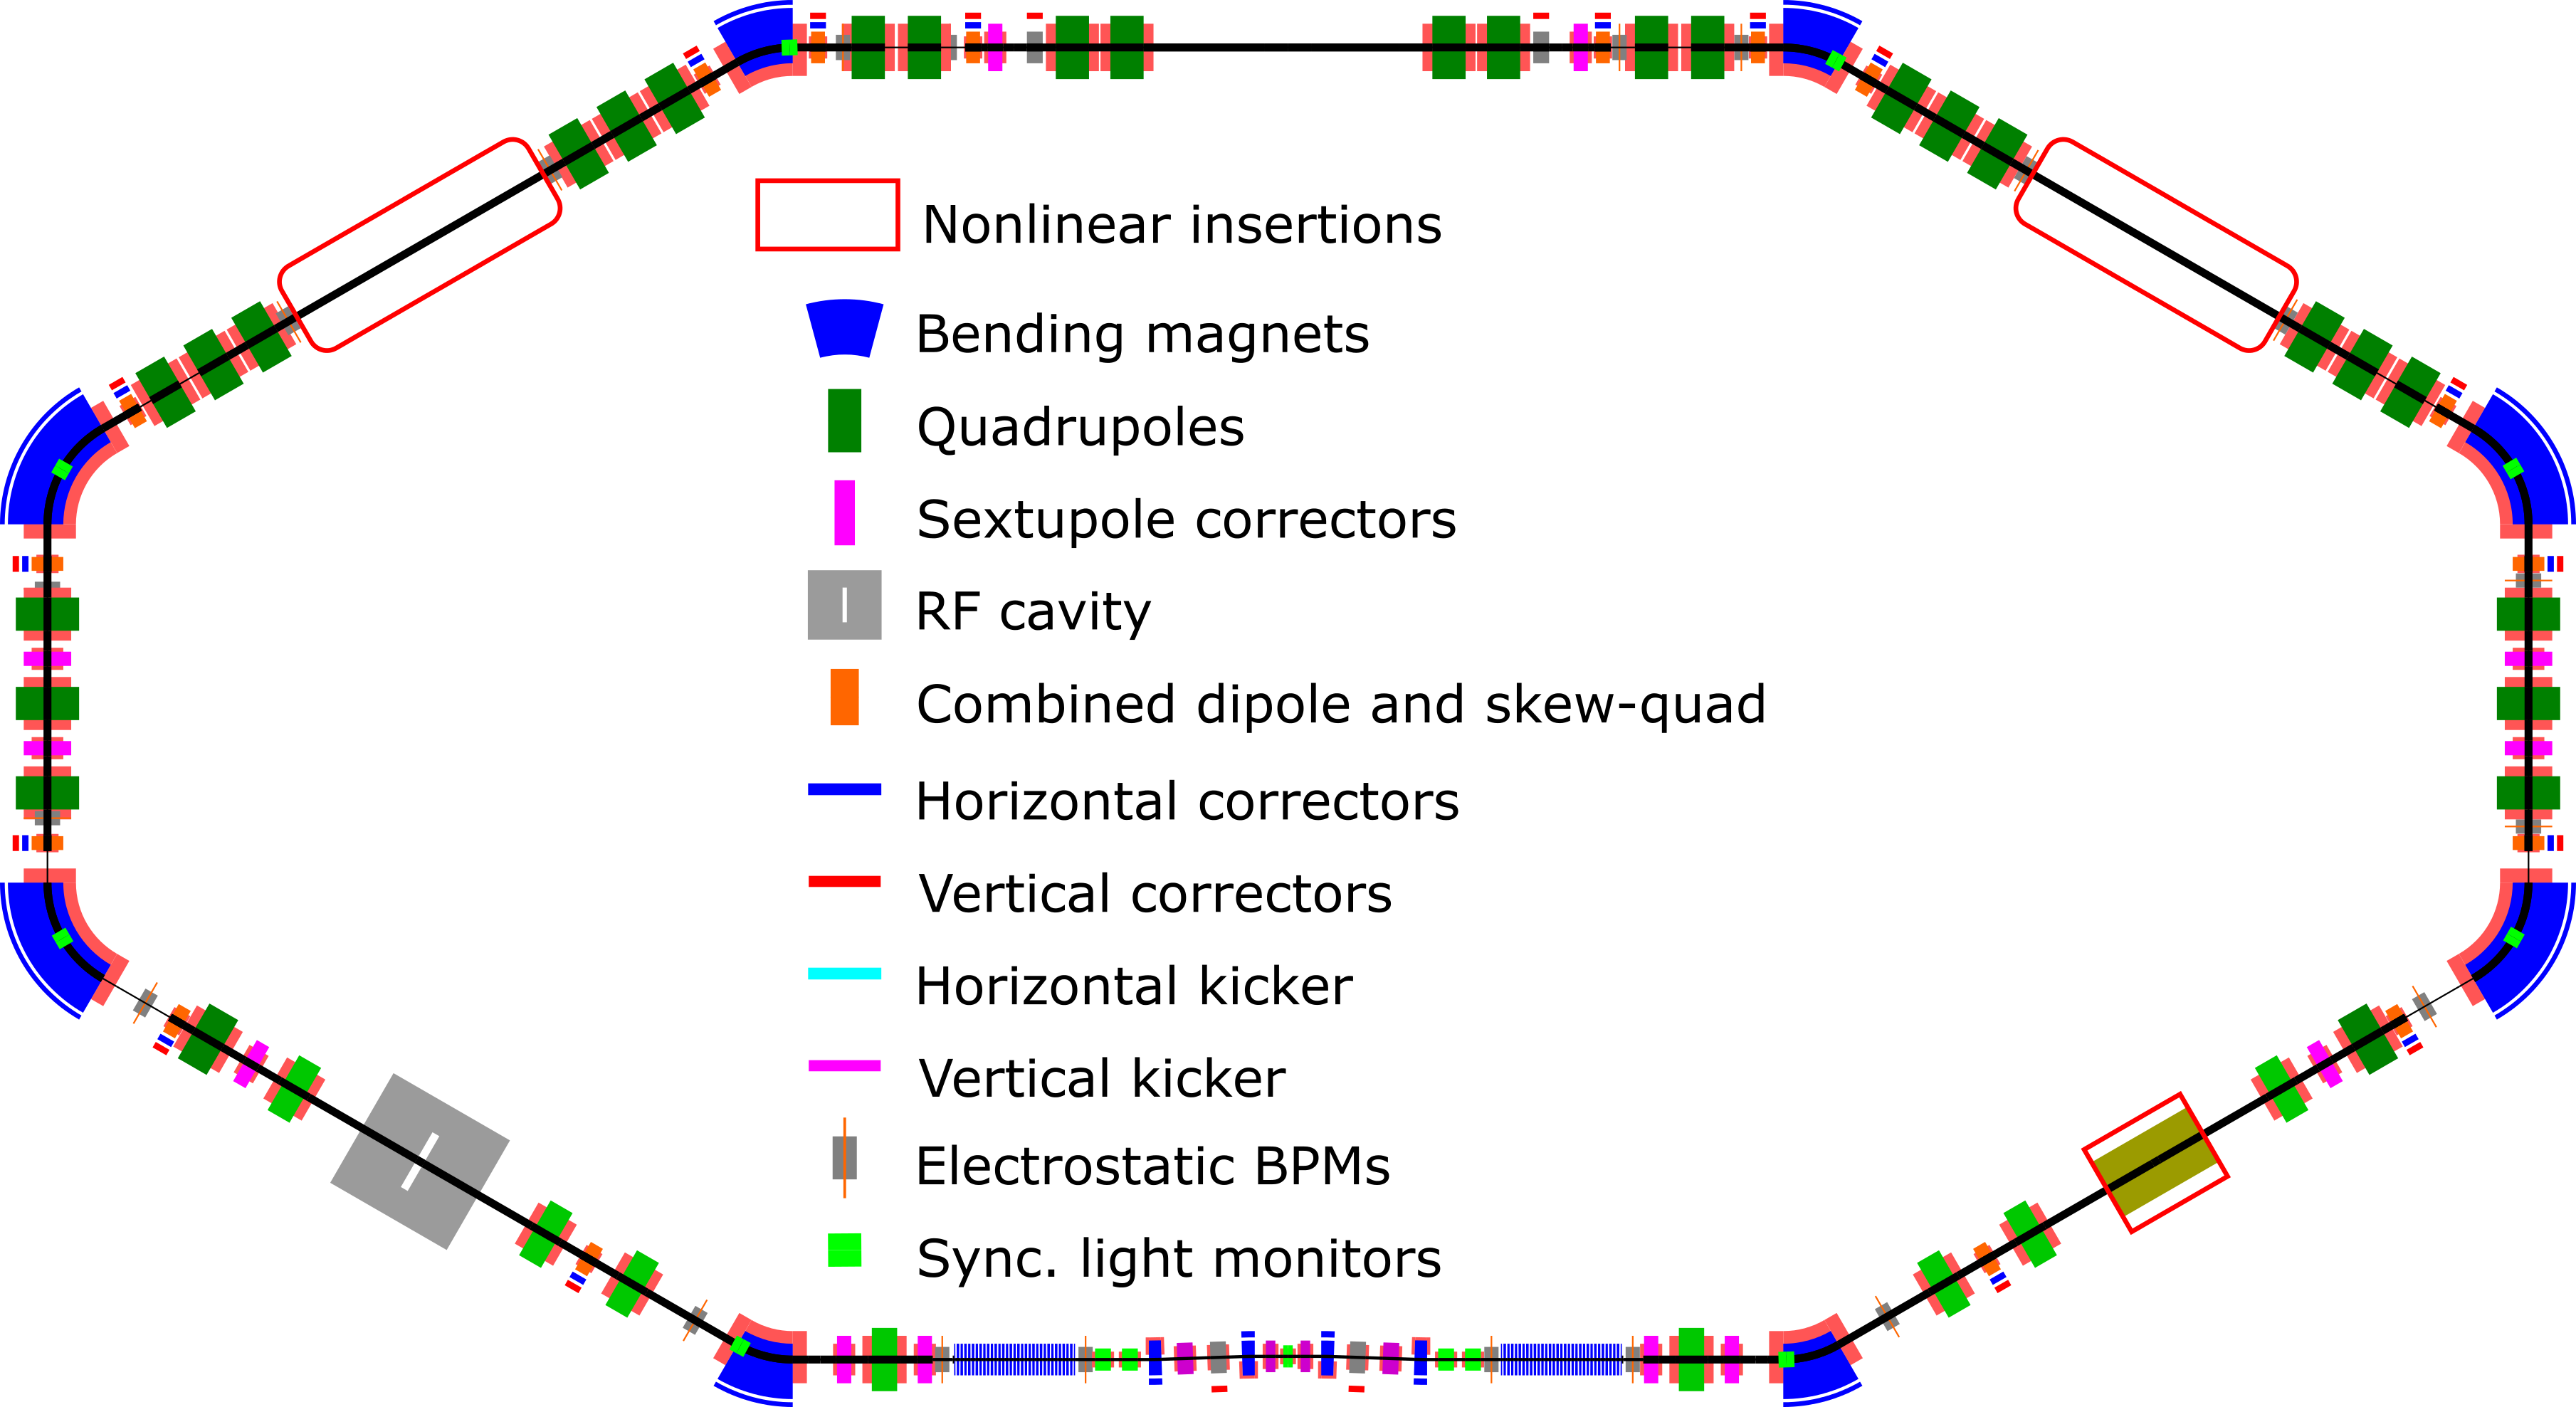 Nonlinear insertions
Bending magnets
Quadrupoles
Sextupole correctors
RF cavity
Combined dipole and skew-quad
Horizontal correctors
Vertical correctors
Horizontal kicker
Vertical kicker
Electrostatic BPMs
Sync. light monitors